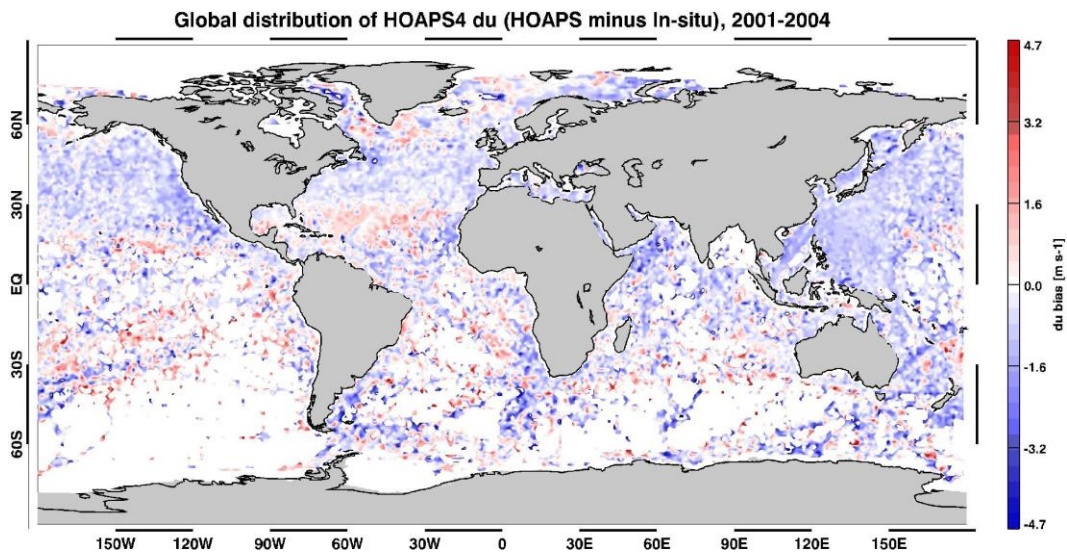 Global distribution of HOAPS4 du (HOAPS minus In-situ), 2001-2004
60N
30N
EQ
30S
60S
150W 120W 90W 60W 30W 0 30E 60E 90E 120E 150E
4.7
3.2
1.6
0.0
-1.6
-3.2
-4.7
du bias [m s-1]